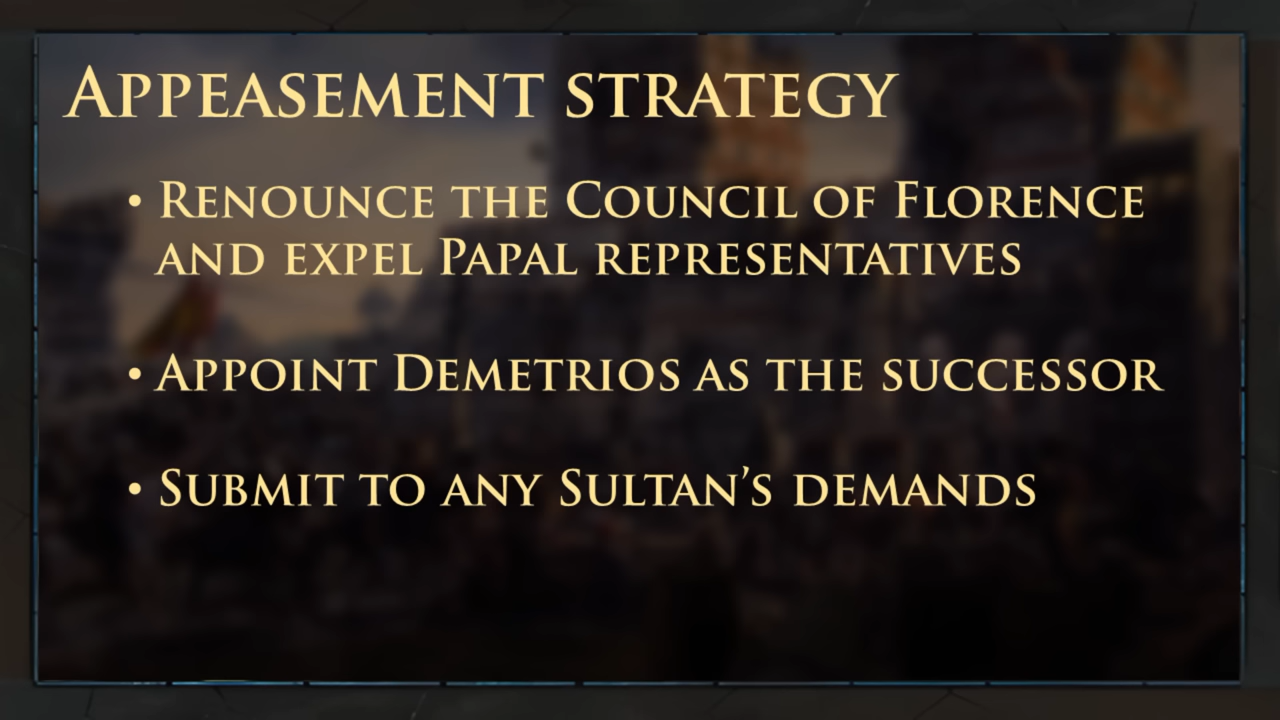 Appeasement strategy
• Renounce the Council of Florence
and expel Papal representatives
• Appoint Demetrios as the successor
• Submit to any Sultan's demands